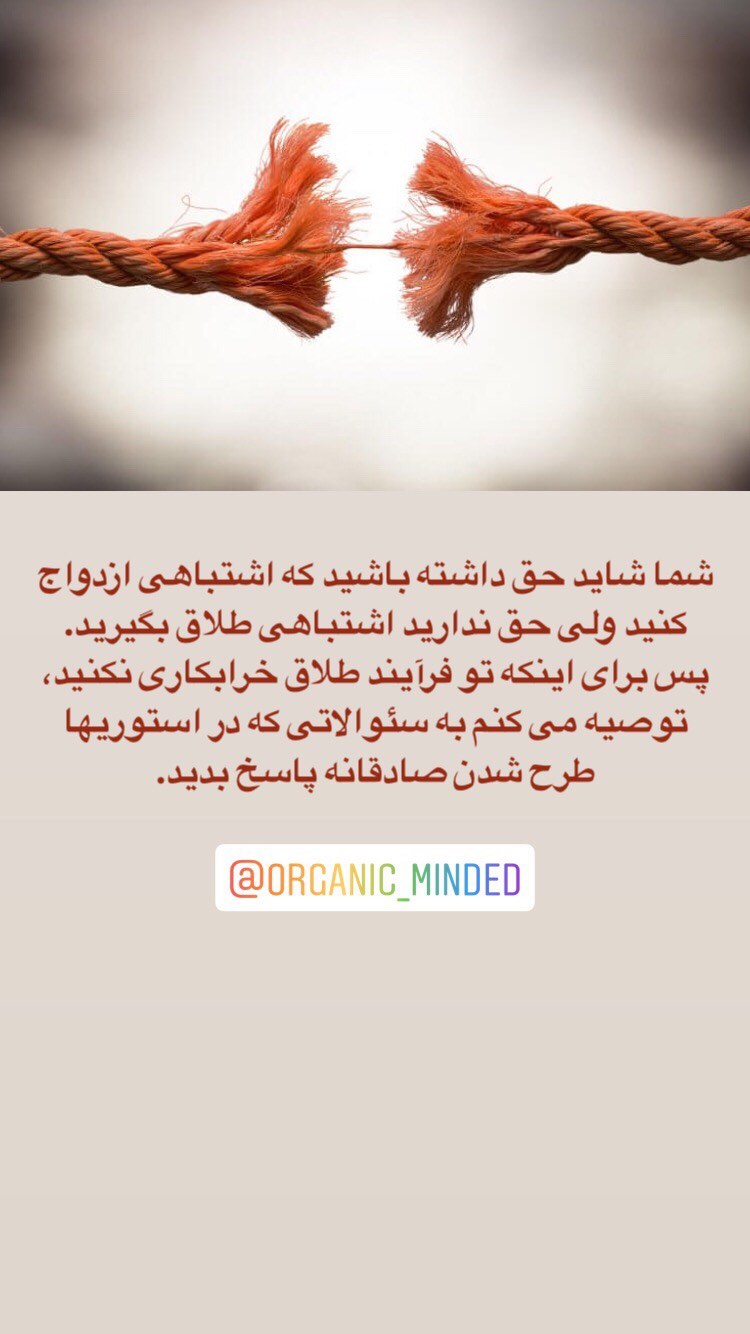 شما شاید حق داشته باشید که اشتباهی ازدواج
کنید ولی حق ندارید اشتباهی طلاق بگیرید.
پس برای اینکه تو فرآیند طلاق خرابکاری نکنید،
توصیه می کنم به سئوالاتی که در استوریها
طرح شدن صادقانه پاسخ بدید.
@ORGANIC_MINDED